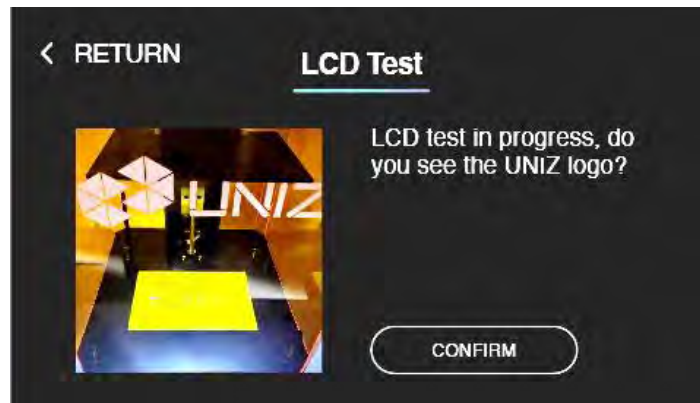 < RETURN
LCD Test
LCD test in progress, do
you see the UNIZ logo?
UNIZ
CONFIRM